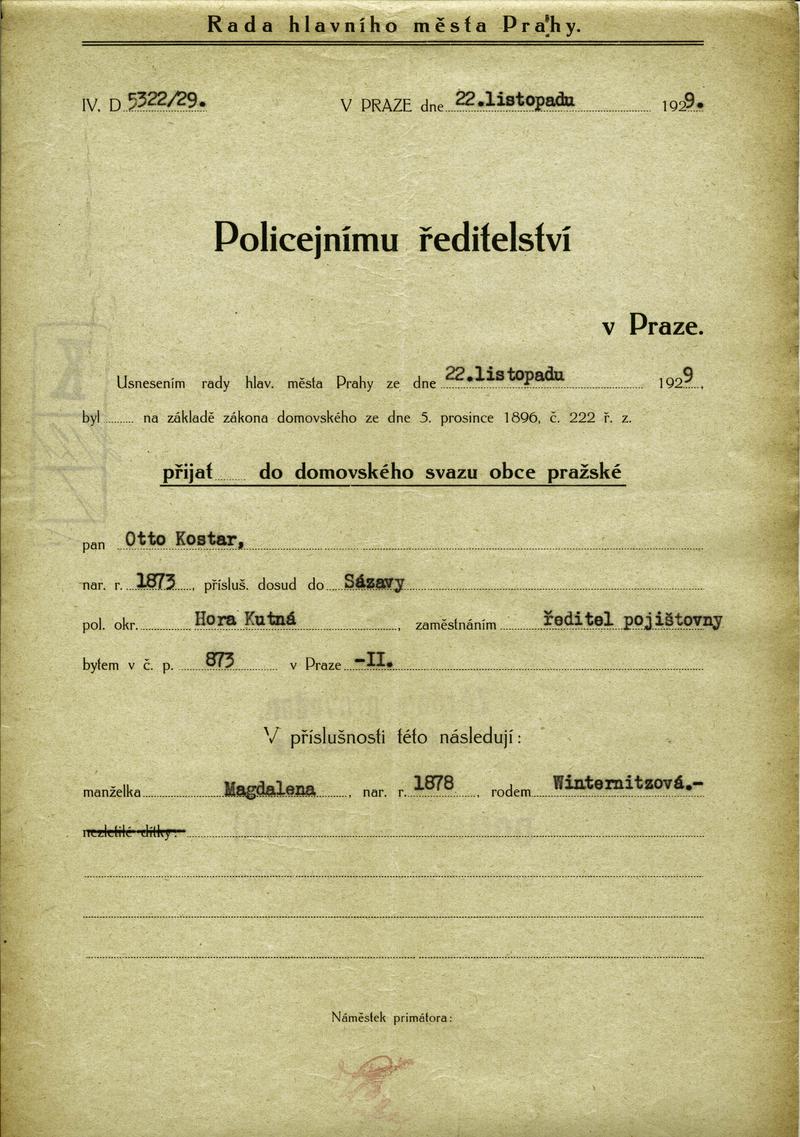 Rada hlavního města Prahy.
IV. D 5322/29. V PRAZE dne 22.listopadu 1929.
Policejnímu ředitelství
v Praze.
Usnesením rady hlav. města Prahy ze dne 22.listopadu 1929,
byl na základě zákona domovského ze dne 5. prosince 1896, č. 222 ř. z.
přijat do domovského svazu obce pražské
pan Otto Kostar,
nar. r. 1873, přísluš. dosud do Sázavy
pol. okr. Hora Kutná, zaměstnáním ředitel pojištovny
bytem v č. p. 873 v Praze -II.
V příslušnosti této následují:
manželka Magdalena, nar. r. 1878, rodem Winternitzová.-
nezletilé dítky:
Náměstek primátora: